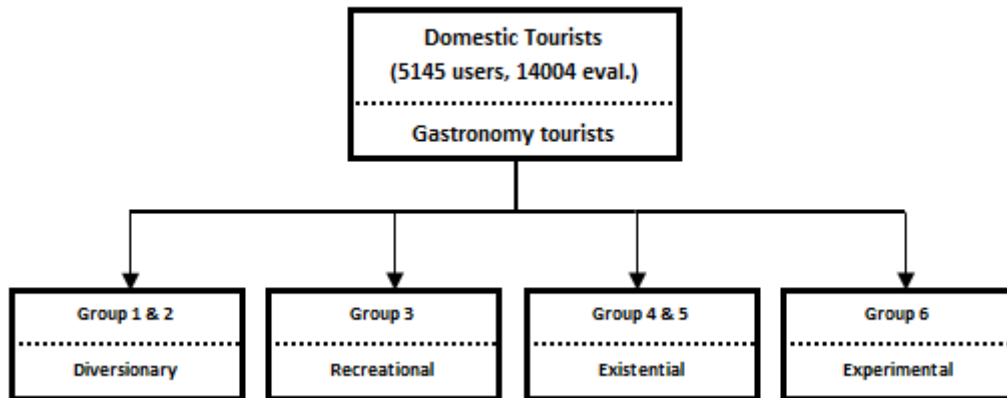 Domestic Tourists
(5145 users, 14004 eval.)
Gastronomy tourists
Group 1 & 2
Diversionary
Group 3
Recreational
Group 4 & 5
Existential
Group 6
Experimental